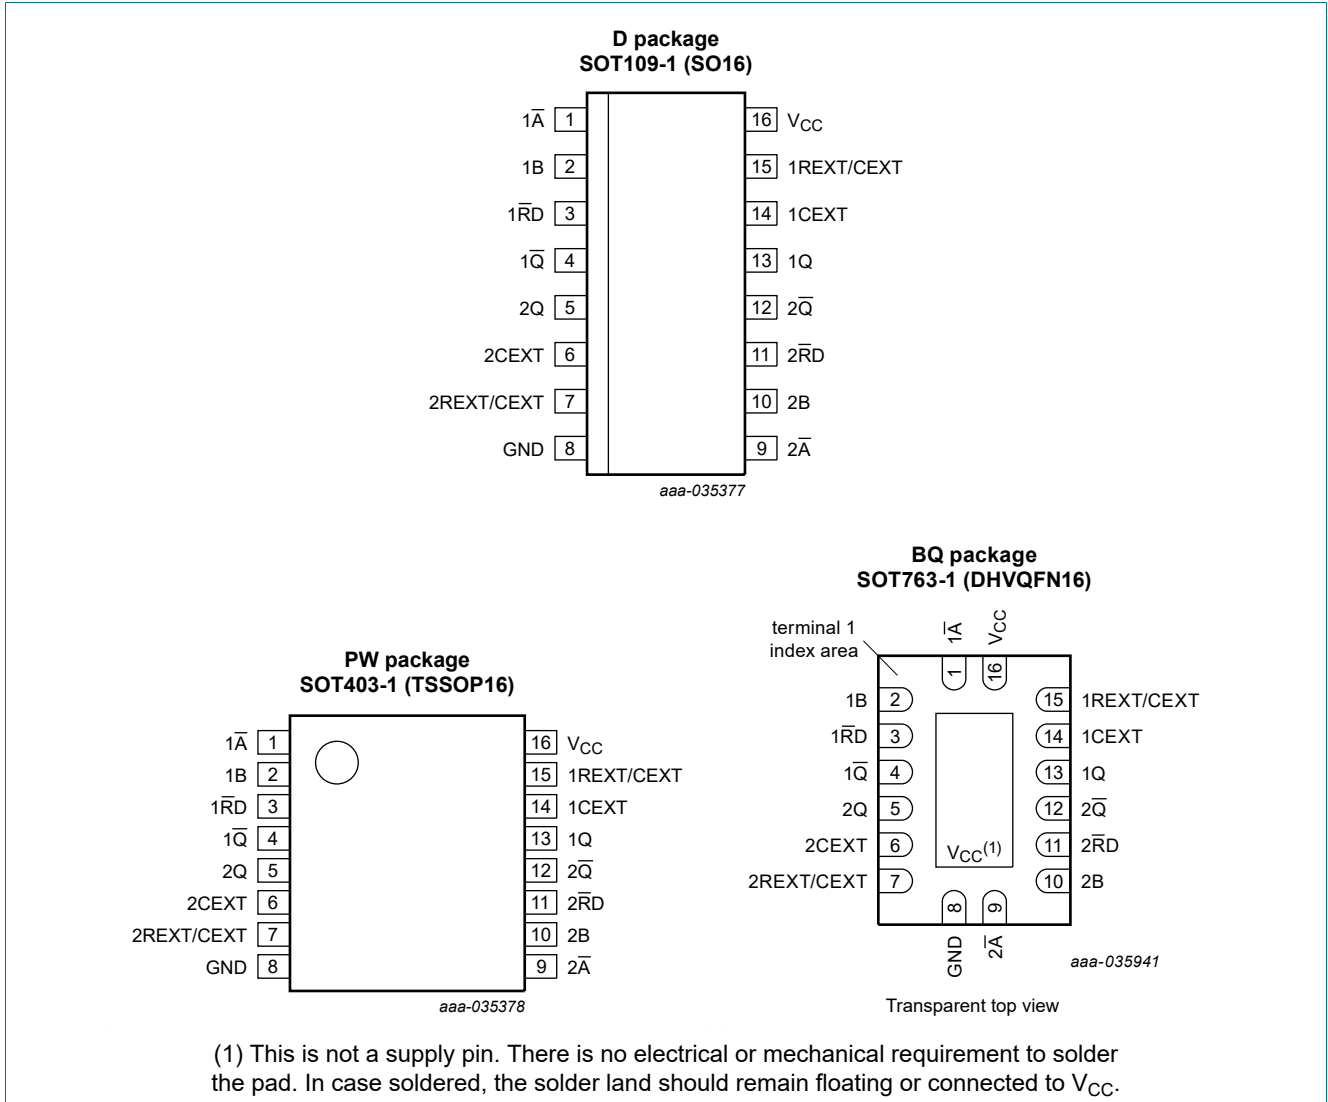 D package
SOT109-1 (SO16)
1A̅ 1 16 VCC
1B 2 15 1REXT/CEXT
1R̅D 3 14 1CEXT
1Q̅ 4 13 1Q
2Q 5 12 2Q̅
2CEXT 6 11 2R̅D
2REXT/CEXT 7 10 2B
GND 8 9 2A̅
aaa-035377
PW package
SOT403-1 (TSSOP16)
1A̅ 1 16 VCC
1B 2 15 1REXT/CEXT
1R̅D 3 14 1CEXT
1Q̅ 4 13 1Q
2Q 5 12 2Q̅
2CEXT 6 11 2R̅D
2REXT/CEXT 7 10 2B
GND 8 9 2A̅
aaa-035378
BQ package
SOT763-1 (DHVQFN16)
terminal 1
index area
1A̅ VCC
1 16
1B 2 15 1REXT/CEXT
1R̅D 3 14 1CEXT
1Q̅ 4 13 1Q
2Q 5 12 2Q̅
2CEXT 6 11 2R̅D
VCC(1)
2REXT/CEXT 7 10 2B
8 9
GND 2A̅
aaa-035941
Transparent top view
(1) This is not a supply pin. There is no electrical or mechanical requirement to solder
the pad. In case soldered, the solder land should remain floating or connected to VCC.